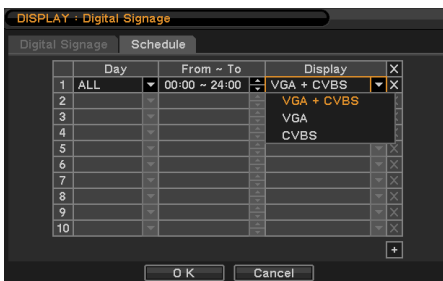 DISPLAY : Digital Signage
Digital Signage Schedule
Day From ~ To Display X
1 ALL 00:00 ~ 24:00 VGA + CVBS X
2 VGA + CVBS
3 VGA
4 CVBS
5 X
6 X
7 X
8 X
9 X
10 X
+
OK Cancel